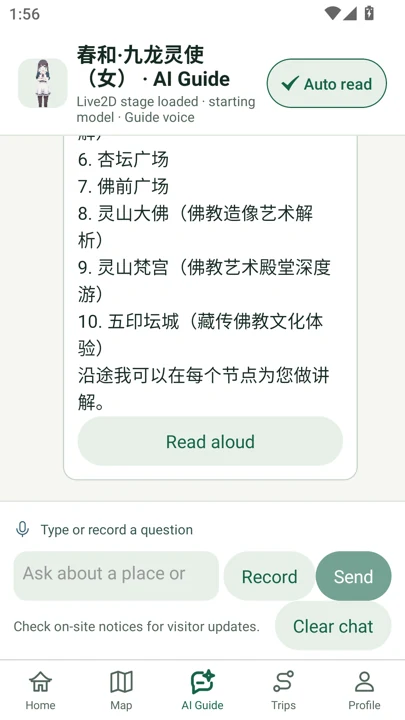 1:56
春和·九龙灵使
（女） · AI Guide
Live2D stage loaded · starting
model · Guide voice
Auto read
解）
6. 杏坛广场
7. 佛前广场
8. 灵山大佛（佛教造像艺术解
析）
9. 灵山梵宫（佛教艺术殿堂深度
游）
10. 五印坛城（藏传佛教文化体
验）
沿途我可以在每个节点为您做讲
解。
Read aloud
Type or record a question
Ask about a place or
Record
Send
Check on-site notices for visitor updates.
Clear chat
Home
Map
AI Guide
Trips
Profile